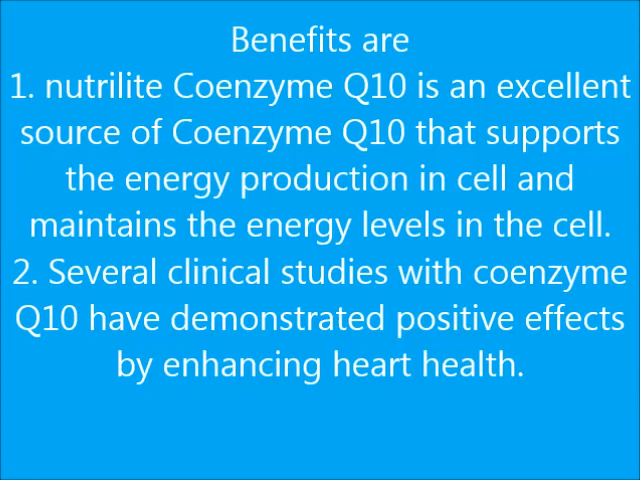 Benefits are
1. nutrilite Coenzyme Q10 is an excellent
source of Coenzyme Q10 that supports
the energy production in cell and
maintains the energy levels in the cell.
2. Several clinical studies with coenzyme
Q10 have demonstrated positive effects
by enhancing heart health.